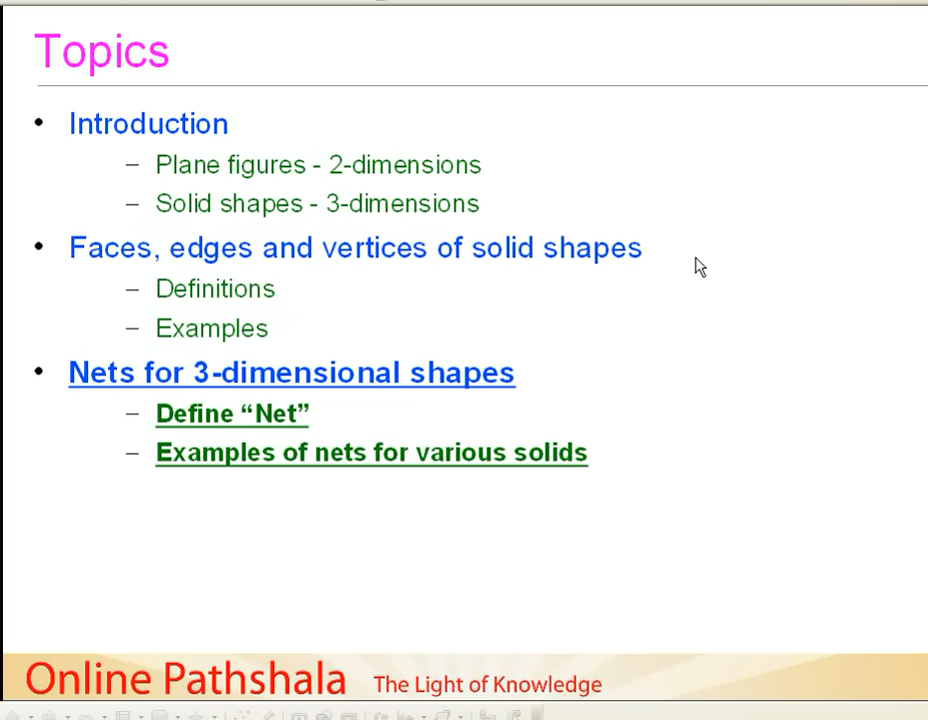 Topics
• Introduction
– Plane figures - 2-dimensions
– Solid shapes - 3-dimensions
• Faces, edges and vertices of solid shapes
– Definitions
– Examples
• Nets for 3-dimensional shapes
– Define “Net”
– Examples of nets for various solids
Online Pathshala The Light of Knowledge